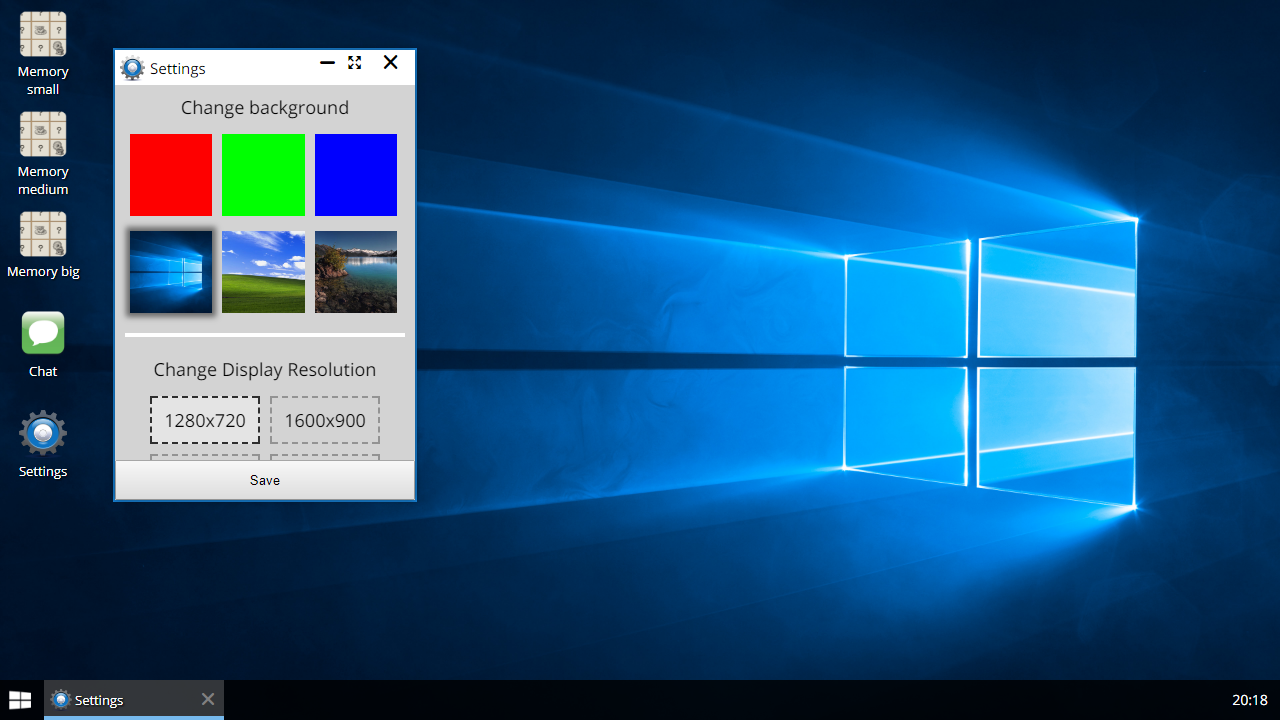 Memory
small
Memory
medium
Memory big
Chat
Settings
Settings
Change background
Change Display Resolution
1280x720
1600x900
Save
Settings
20:18